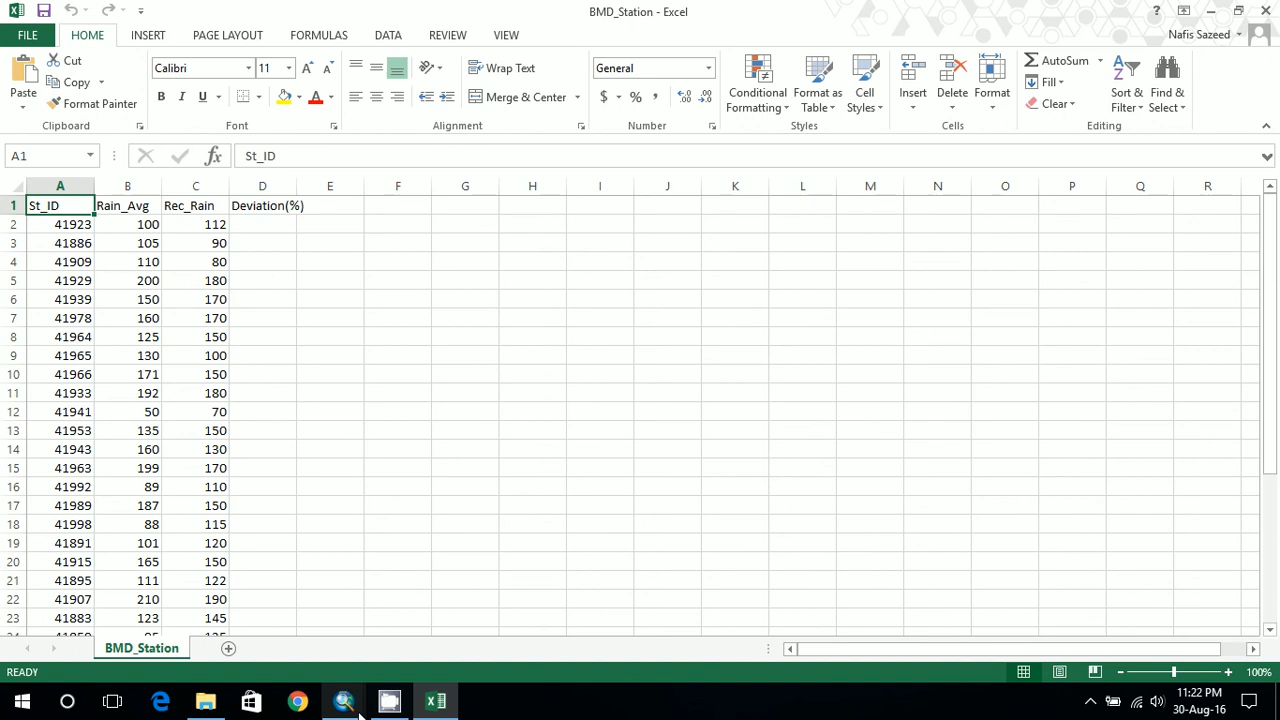 BMD_Station - Excel
FILE HOME INSERT PAGE LAYOUT FORMULAS DATA REVIEW VIEW Nafis Sazeed
Paste
Cut
Copy
Format Painter
Calibri 11
B I U A
Wrap Text
Merge & Center
General
$ % ,
Conditional Formatting
Format as Table
Cell Styles
Insert
Delete
Format
AutoSum
Fill
Clear
Sort & Filter
Find & Select
Clipboard Font Alignment Number Styles Cells Editing
A1 fx St_ID
A B C D E F G H I J K L M N O P Q R
1 St_ID Rain_Avg Rec_Rain Deviation(%)
2 41923 100 112
3 41886 105 90
4 41909 110 80
5 41929 200 180
6 41939 150 170
7 41978 160 170
8 41964 125 150
9 41965 130 100
10 41966 171 150
11 41933 192 180
12 41941 50 70
13 41953 135 150
14 41943 160 130
15 41963 199 170
16 41992 89 110
17 41989 187 150
18 41998 88 115
19 41891 101 120
20 41915 165 150
21 41895 111 122
22 41907 210 190
23 41883 123 145
BMD_Station
READY 100%
11:22 PM
30-Aug-16